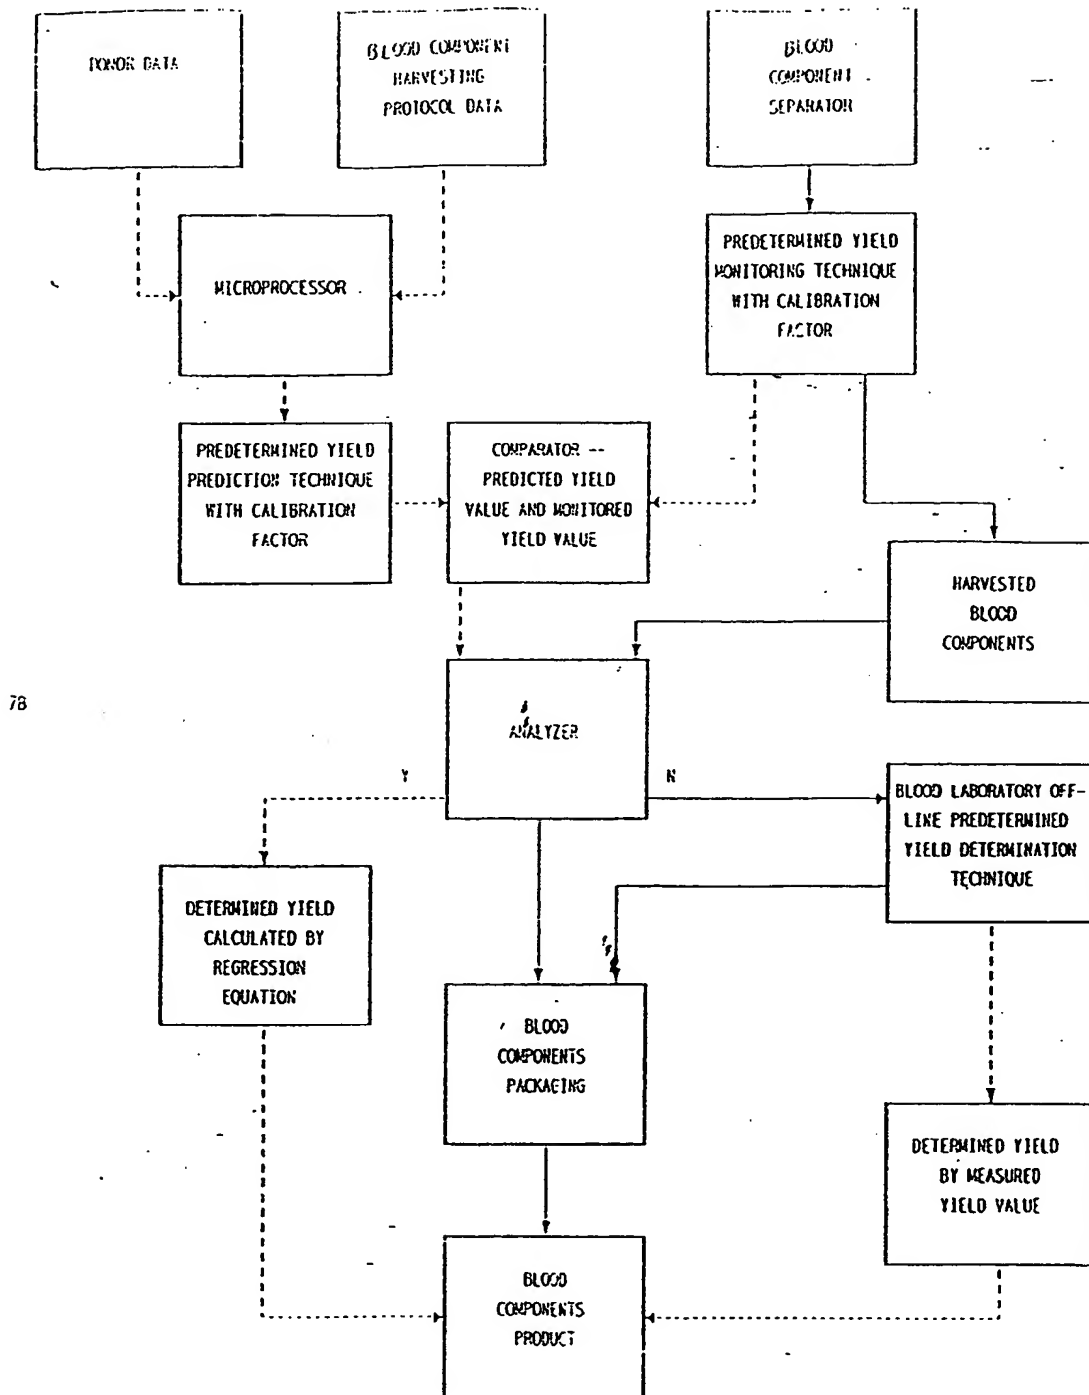 DONOR DATA
BLOOD COMPONENT
HARVESTING
PROTOCOL DATA
BLOOD
COMPONENT
SEPARATOR
MICROPROCESSOR
PREDETERMINED YIELD
MONITORING TECHNIQUE
WITH CALIBRATION
FACTOR
PREDETERMINED YIELD
PREDICTION TECHNIQUE
WITH CALIBRATION
FACTOR
COMPARATOR --
PREDICTED YIELD
VALUE AND MONITORED
YIELD VALUE
HARVESTED
BLOOD
COMPONENTS
78
ANALYZER
Y
N
BLOOD LABORATORY OFF-
LINE PREDETERMINED
YIELD DETERMINATION
TECHNIQUE
DETERMINED YIELD
CALCULATED BY
REGRESSION
EQUATION
BLOOD
COMPONENTS
PACKAGING
DETERMINED YIELD
BY MEASURED
YIELD VALUE
BLOOD
COMPONENTS
PRODUCT